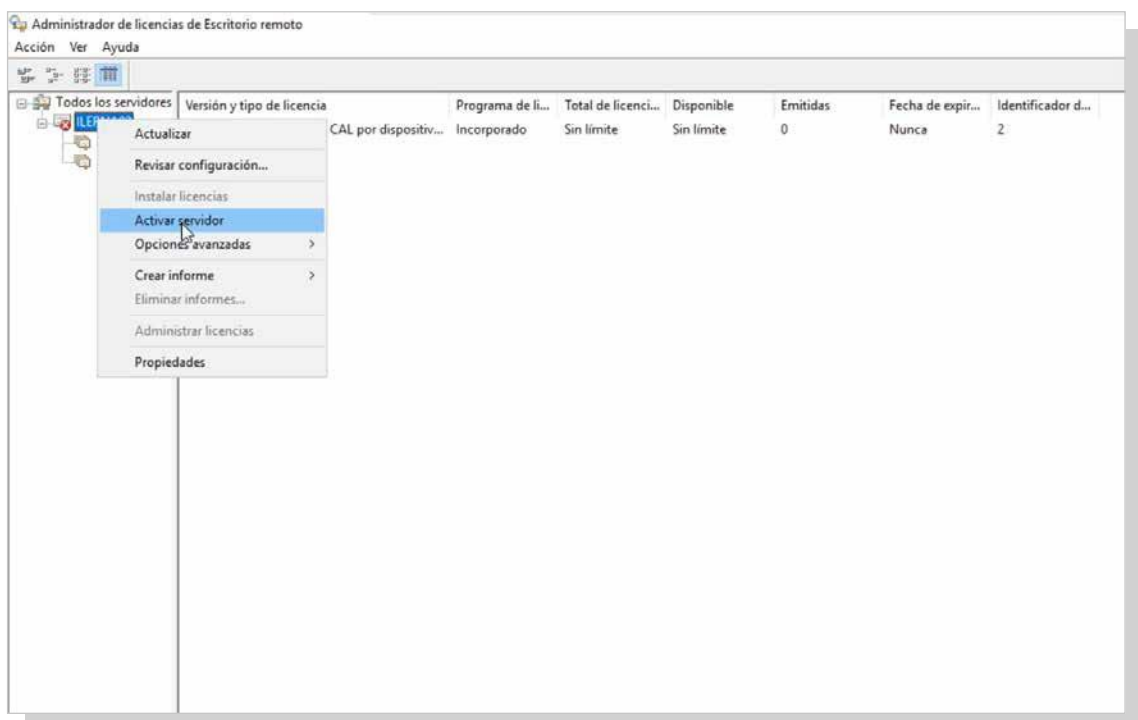 Administrador de licencias de Escritorio remoto
Acción Ver Ayuda
Todos los servidores
Versión y tipo de licencia Programa de li... Total de licenci... Disponible Emitidas Fecha de expir... Identificador d...
CAL por dispositiv... Incorporado Sin límite Sin límite 0 Nunca 2
Actualizar
Revisar configuración...
Instalar licencias
Activar servidor
Opciones avanzadas
Crear informe
Eliminar informes...
Administrar licencias
Propiedades